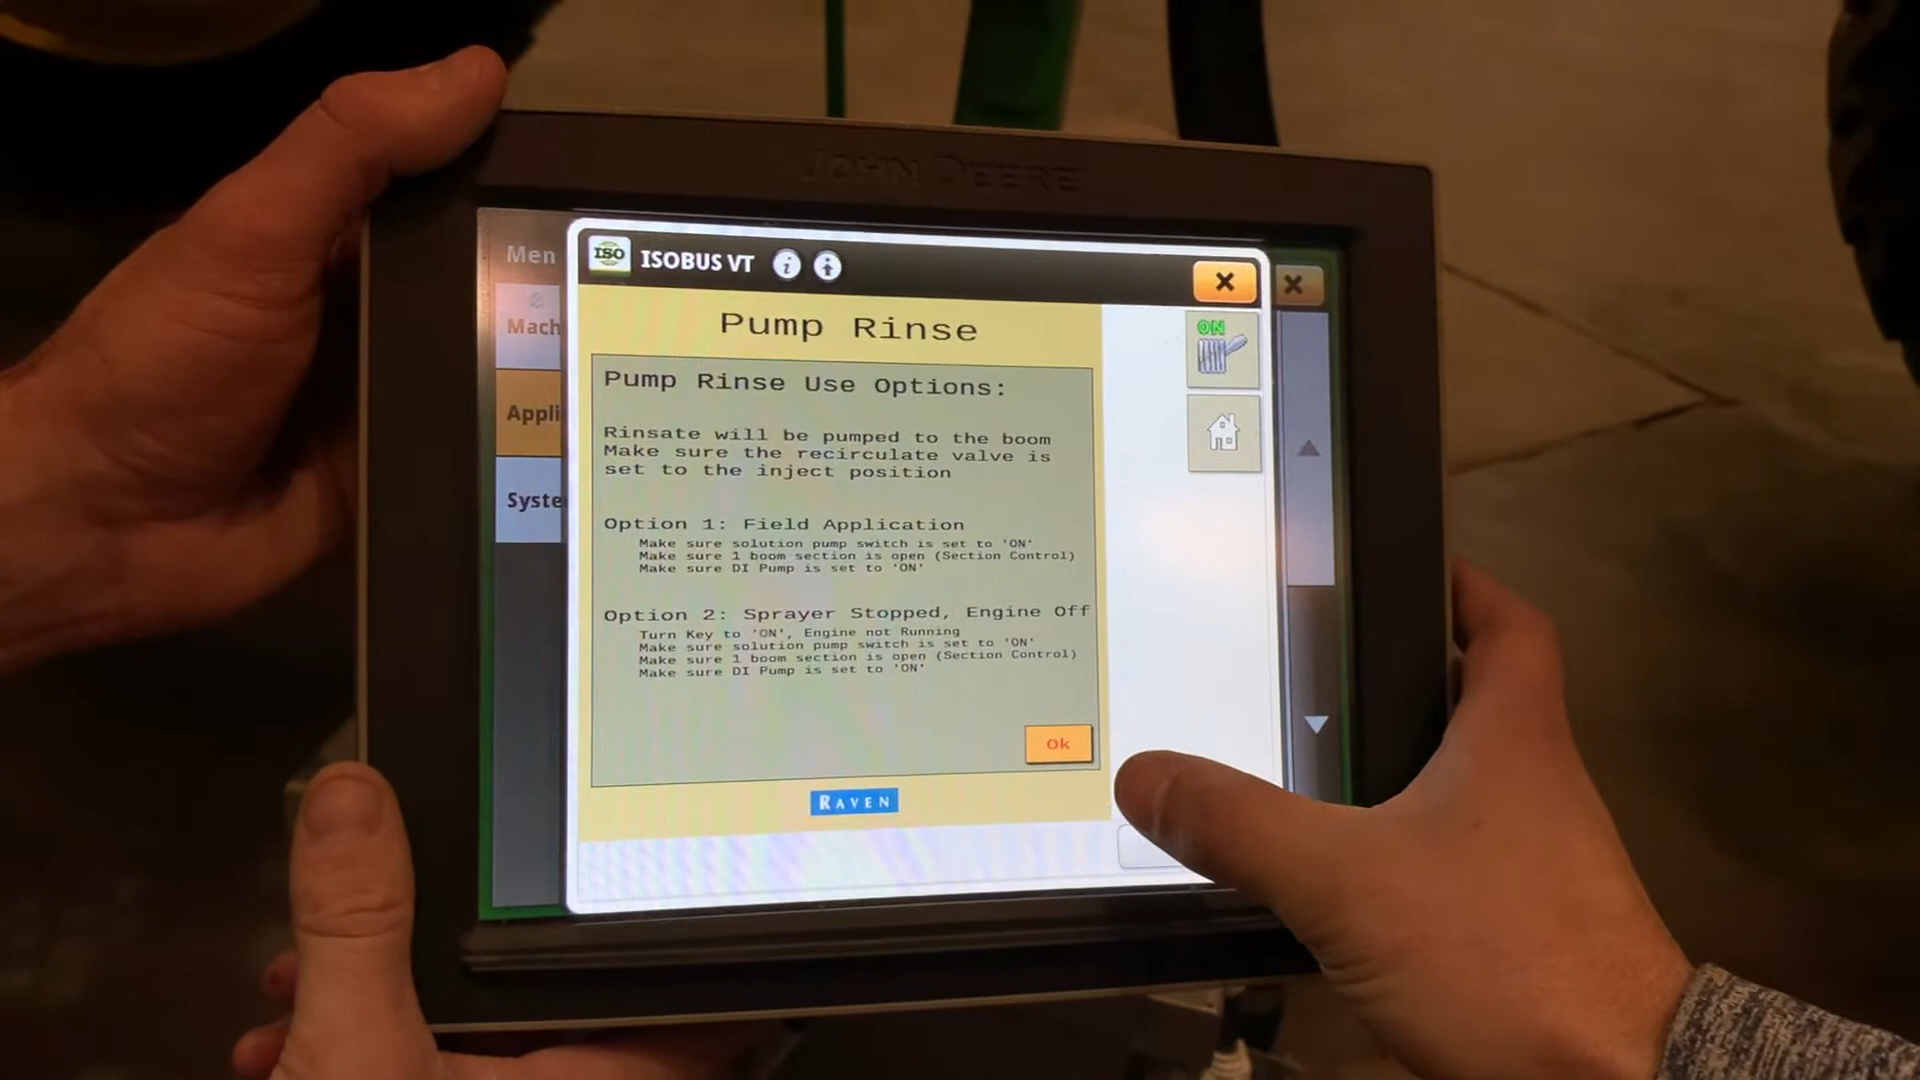 JOHN DEERE
Men
ISO
ISOBUS VT
Mach
Appli
Syste
ON
Pump Rinse
Pump Rinse Use Options:
Rinsate will be pumped to the boom
Make sure the recirculate valve is
set to the inject position
Option 1: Field Application
Make sure solution pump switch is set to 'ON'
Make sure 1 boom section is open (Section Control)
Make sure DI Pump is set to 'ON'
Option 2: Sprayer Stopped, Engine Off
Turn Key to 'ON', Engine not Running
Make sure solution pump switch is set to 'ON'
Make sure 1 boom section is open (Section Control)
Make sure DI Pump is set to 'ON'
Ok
RAVEN